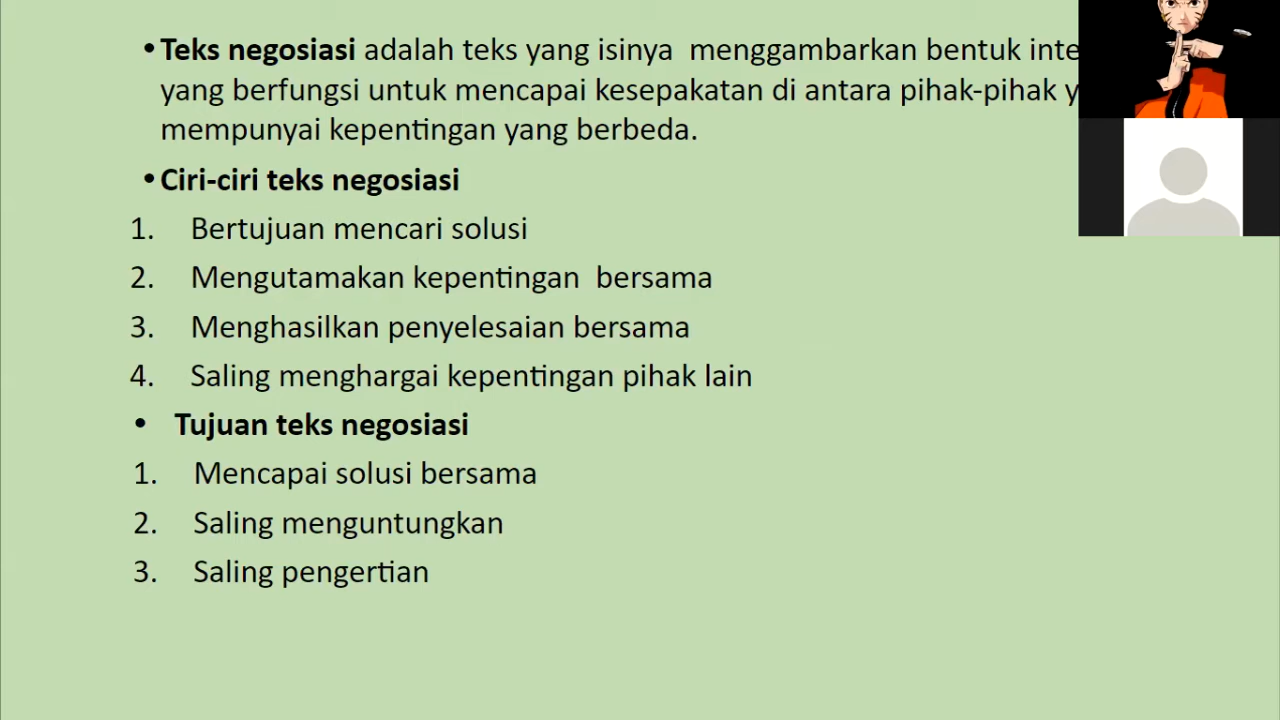 •Teks negosiasi adalah teks yang isinya menggambarkan bentuk
yang berfungsi untuk mencapai kesepakatan di antara pihak-pihak
mempunyai kepentingan yang berbeda.
•Ciri-ciri teks negosiasi
1. Bertujuan mencari solusi
2. Mengutamakan kepentingan bersama
3. Menghasilkan penyelesaian bersama
4. Saling menghargai kepentingan pihak lain
• Tujuan teks negosiasi
1. Mencapai solusi bersama
2. Saling menguntungkan
3. Saling pengertian